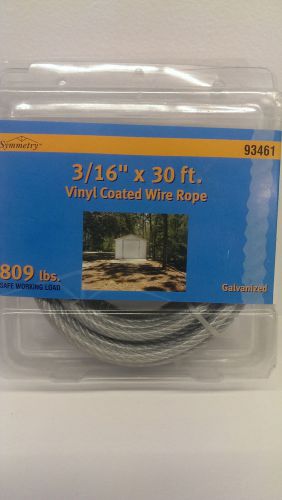 Symmetry
93461
3/16" x 30 ft.
Vinyl Coated Wire Rope
809 lbs.
SAFE WORKING LOAD
Galvanized